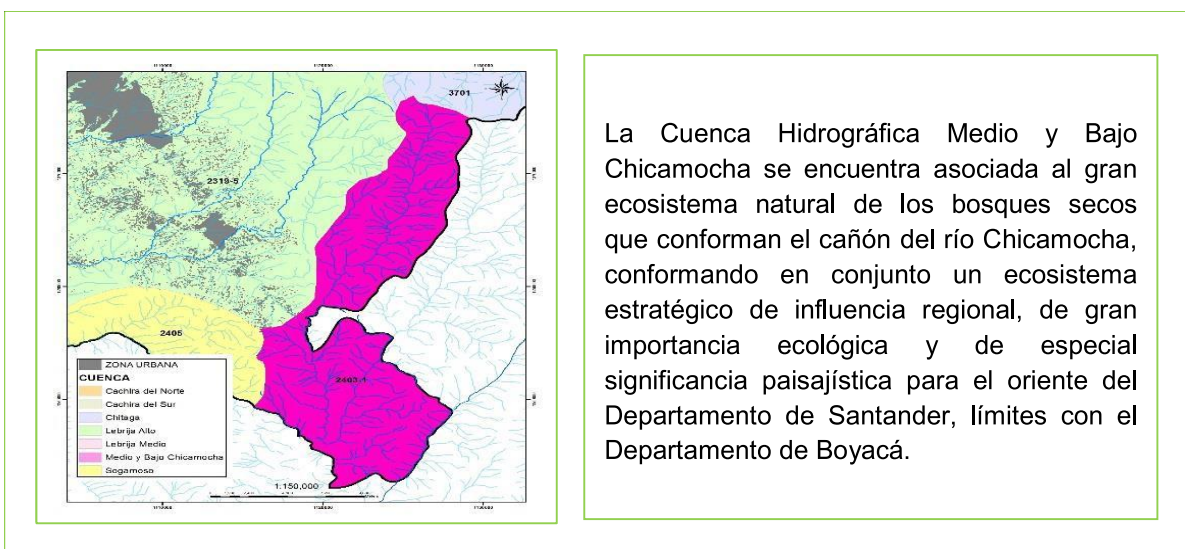 3701
2319-5
2405
2403-1
ZONA URBANA
CUENCA
Cachira del Norte
Cachira del Sur
Chitaga
Lebrija Alto
Lebrija Medio
Medio y Bajo Chicamocha
Sogamoso
1:150,000
La Cuenca Hidrográfica Medio y Bajo
Chicamocha se encuentra asociada al gran
ecosistema natural de los bosques secos
que conforman el cañón del río Chicamocha,
conformando en conjunto un ecosistema
estratégico de influencia regional, de gran
importancia ecológica y de especial
significancia paisajística para el oriente del
Departamento de Santander, límites con el
Departamento de Boyacá.